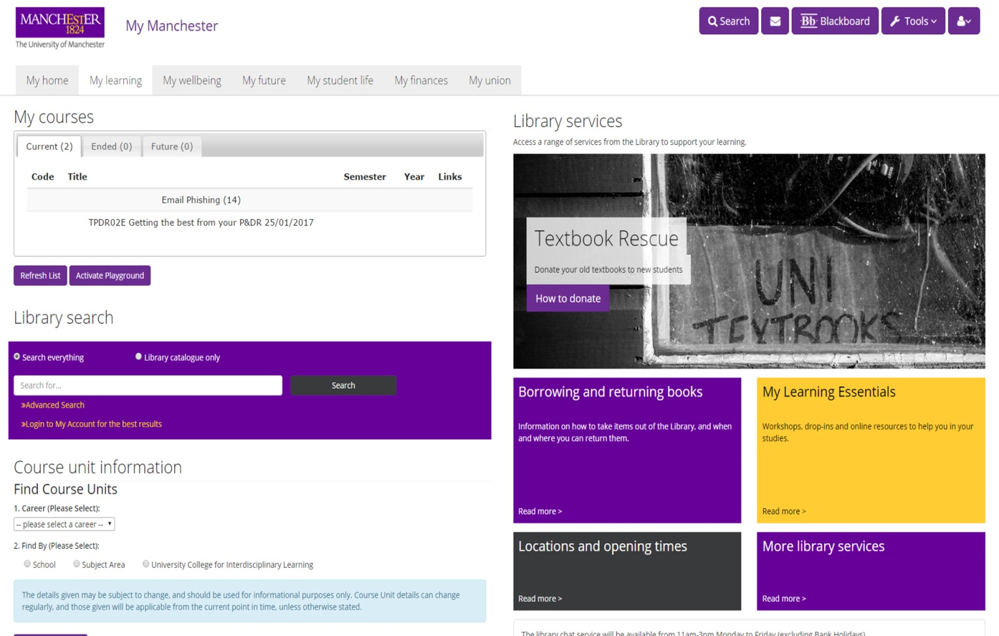 MANCHESTER
1824
The University of Manchester
My Manchester
Search
Bb Blackboard
Tools
My home
My learning
My wellbeing
My future
My student life
My finances
My union
My courses
Current (2)
Ended (0)
Future (0)
Code
Title
Semester
Year
Links
Email Phishing (14)
TPDR02E Getting the best from your P&DR 25/01/2017
Refresh List
Activate Playground
Library search
Search everything
Library catalogue only
Search for...
Search
»Advanced Search
»Login to My Account for the best results
Course unit information
Find Course Units
1. Career (Please Select):
-- please select a career --
2. Find By (Please Select):
School
Subject Area
University College for Interdisciplinary Learning
The details given may be subject to change, and should be used for informational purposes only. Course Unit details can change
regularly, and those given will be applicable from the current point in time, unless otherwise stated.
Library services
Access a range of services from the Library to support your learning.
Textbook Rescue
Donate your old textbooks to new students
How to donate
UNI
TEXTBOOKS
Borrowing and returning books
Information on how to take items out of the Library, and when
and where you can return them.
Read more >
My Learning Essentials
Workshops, drop-ins and online resources to help you in your
studies.
Read more >
Locations and opening times
Read more >
More library services
Read more >
The library chat service will be available from 11am-3pm Monday to Friday (excluding Bank Holidays)